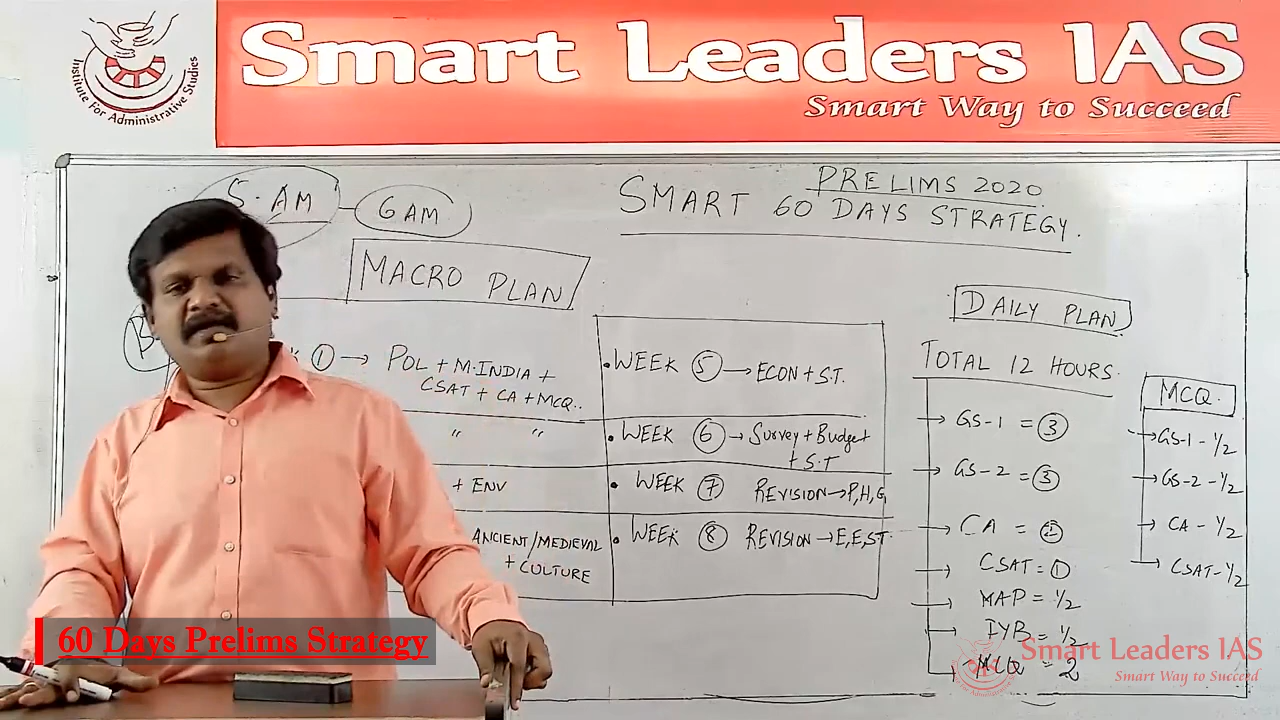 Smart Leaders IAS
Smart Way to Succeed
Institute For Administrative Studies
5.AM
6 AM
PRELIMS 2020
SMART 60 DAYS STRATEGY.
MACRO PLAN
① → POL + M.INDIA +
CSAT + CA + MCQ..
" "
+ ENV
ANCIENT/MEDIEVAL
+ CULTURE
• WEEK ⑤ → ECON + S.T.
• WEEK ⑥ → SURVEY + Budget
+ S.T
• WEEK ⑦ REVISION → P,H,G
• WEEK ⑧ REVISION → E,E,ST.
DAILY PLAN
TOTAL 12 HOURS.
→ GS-1 = ③
→ GS-2 = ③
→ CA = ②
→ CSAT = ①
→ MAP = 1/2
IYB = 1/2
MCQ = 2
MCQ.
→ GS-1 - 1/2
→ GS-2 - 1/2
→ CA - 1/2
→ CSAT - 1/2
60 Days Prelims Strategy
Smart Leaders IAS
Smart Way to Succeed